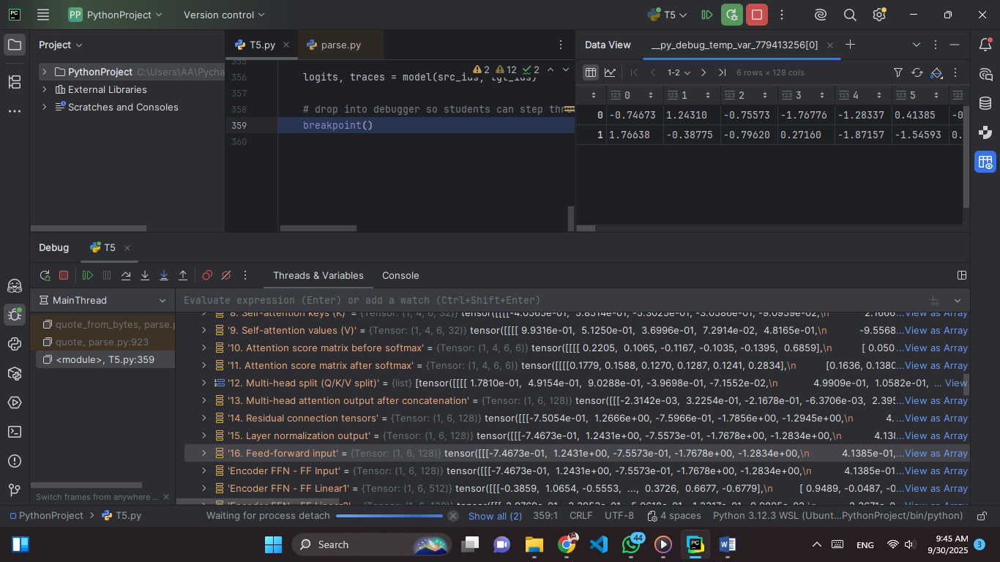 PC
PP PythonProject Version control T5
Project T5.py parse.py Data View __py_debug_temp_var_779413256[0]
PythonProject C:\Users\AA\Pycha
External Libraries
Scratches and Consoles
355
2 12 2
356 logits, traces = model(src_ids, tgt_ids)
357
358 # drop into debugger so students can step thro
359 breakpoint()
360
1-2 6 rows × 128 cols
123 0 123 1 123 2 123 3 123 4 123 5 123
0 -0.74673 1.24310 -0.75573 -1.76776 -1.28337 0.41385 -0
1 1.76638 -0.38775 -0.79620 0.27160 -1.87157 -1.54593 0.
Debug T5
Threads & Variables Console
MainThread Evaluate expression (Enter) or add a watch (Ctrl+Shift+Enter)
quote_from_bytes, parse.p
quote, parse.py:923
<module>, T5.py:359
Switch frames from anywhere ...
'8. Self-attention keys (K)' = {Tensor: (1, 4, 6, 32)} View as Array
'9. Self-attention values (V)' = {Tensor: (1, 4, 6, 32)} tensor([[[[ 9.9316e-01, 5.1250e-01, 3.6996e-01, 7.2914e-02, 4.8165e-01,\n -9.5568 ...View as Array
'10. Attention score matrix before softmax' = {Tensor: (1, 4, 6, 6)} tensor([[[[ 0.2205, 0.1065, -0.1167, -0.1035, -0.1395, 0.6859],\n [ 0.050 ...View as Array
'11. Attention score matrix after softmax' = {Tensor: (1, 4, 6, 6)} tensor([[[[0.1779, 0.1588, 0.1270, 0.1287, 0.1241, 0.2834],\n [0.1636, 0.1380 ...View as Array
'12. Multi-head split (Q/K/V split)' = {list} [tensor([[[[ 1.7810e-01, 4.9154e-01, 9.0288e-01, -3.9698e-01, -7.1552e-02,\n 4.9909e-01, 1.0582e-01, ... View
'13. Multi-head attention output after concatenation' = {Tensor: (1, 6, 128)} tensor([[[-2.3142e-03, 3.2254e-01, -2.1678e-01, -6.3706e-03, 2.395 ...View as Array
'14. Residual connection tensors' = {Tensor: (1, 6, 128)} tensor([[[-7.5054e-01, 1.2666e+00, -7.5966e-01, -1.7856e+00, -1.2945e+00,\n 4. ...View as Array
'15. Layer normalization output' = {Tensor: (1, 6, 128)} tensor([[[-7.4673e-01, 1.2431e+00, -7.5573e-01, -1.7678e+00, -1.2834e+00,\n 4.138 ...View as Array
'16. Feed-forward input' = {Tensor: (1, 6, 128)} tensor([[[-7.4673e-01, 1.2431e+00, -7.5573e-01, -1.7678e+00, -1.2834e+00,\n 4.1385e-01, ...View as Array
'Encoder FFN - FF Input' = {Tensor: (1, 6, 128)} tensor([[[-7.4673e-01, 1.2431e+00, -7.5573e-01, -1.7678e+00, -1.2834e+00,\n 4.1385e-01, ...View as Array
'Encoder FFN - FF Linear1' = {Tensor: (1, 6, 512)} tensor([[[-0.3859, 1.0654, -0.5553, ..., 0.3726, 0.6677, -0.6779],\n [ 0.9489, -0.0487, -0 ...View as Array
PythonProject T5.py Waiting for process detach Show all (2) 359:1 CRLF UTF-8 4 spaces Python 3.12.3 WSL (Ubunt...PythonProject/bin/python)
Search 44 PC ENG 9:45 AM 3
9/30/2025